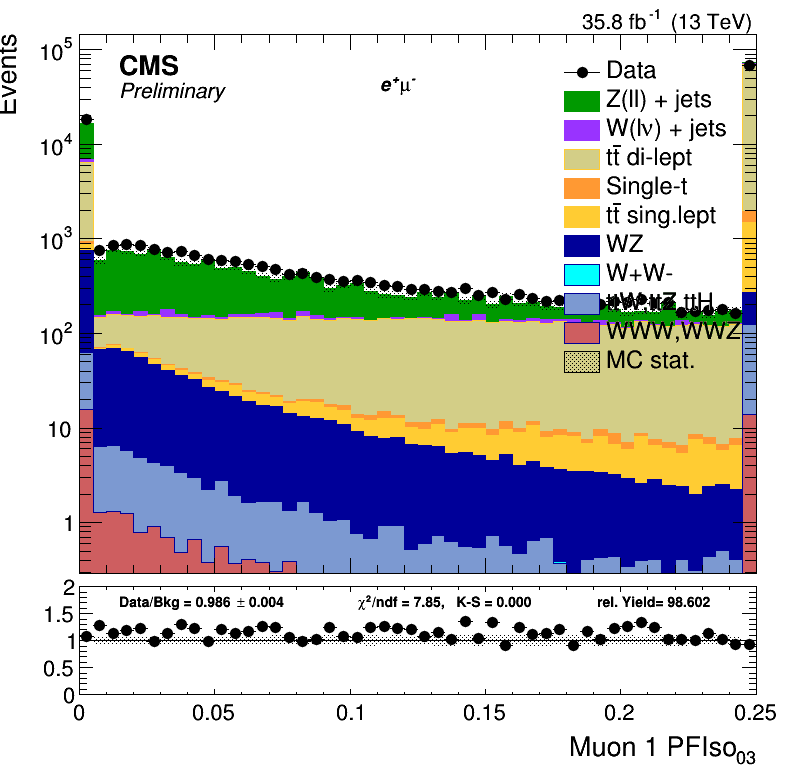 35.8 fb⁻¹ (13 TeV)
Events
CMS
Preliminary
e⁺μ⁻
Data
Z(ll) + jets
W(lν) + jets
tt̄ di-lept
Single-t
tt̄ sing.lept
WZ
W+W-
ttW,ttZ,ttH
WWW,WWZ
MC stat.
10⁵
10⁴
10³
10²
10
1
Data/Bkg = 0.986 ± 0.004
χ²/ndf = 7.85, K-S = 0.000
rel. Yield= 98.602
2
1.5
1
0.5
0
0 0.05 0.1 0.15 0.2 0.25
Muon 1 PFIso₀₃